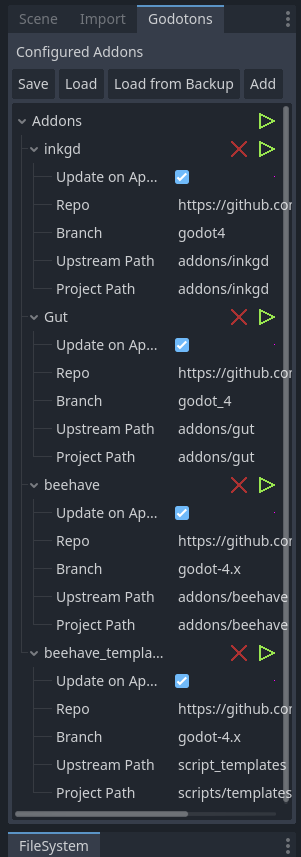 Scene Import Godotons
Configured Addons
Save Load Load from Backup Add
Addons
inkgd
Update on Ap...
Repo https://github.cor
Branch godot4
Upstream Path addons/inkgd
Project Path addons/inkgd
Gut
Update on Ap...
Repo https://github.cor
Branch godot_4
Upstream Path addons/gut
Project Path addons/gut
beehave
Update on Ap...
Repo https://github.cor
Branch godot-4.x
Upstream Path addons/beehave
Project Path addons/beehave
beehave_templa...
Update on Ap...
Repo https://github.cor
Branch godot-4.x
Upstream Path script_templates
Project Path scripts/templates
FileSystem